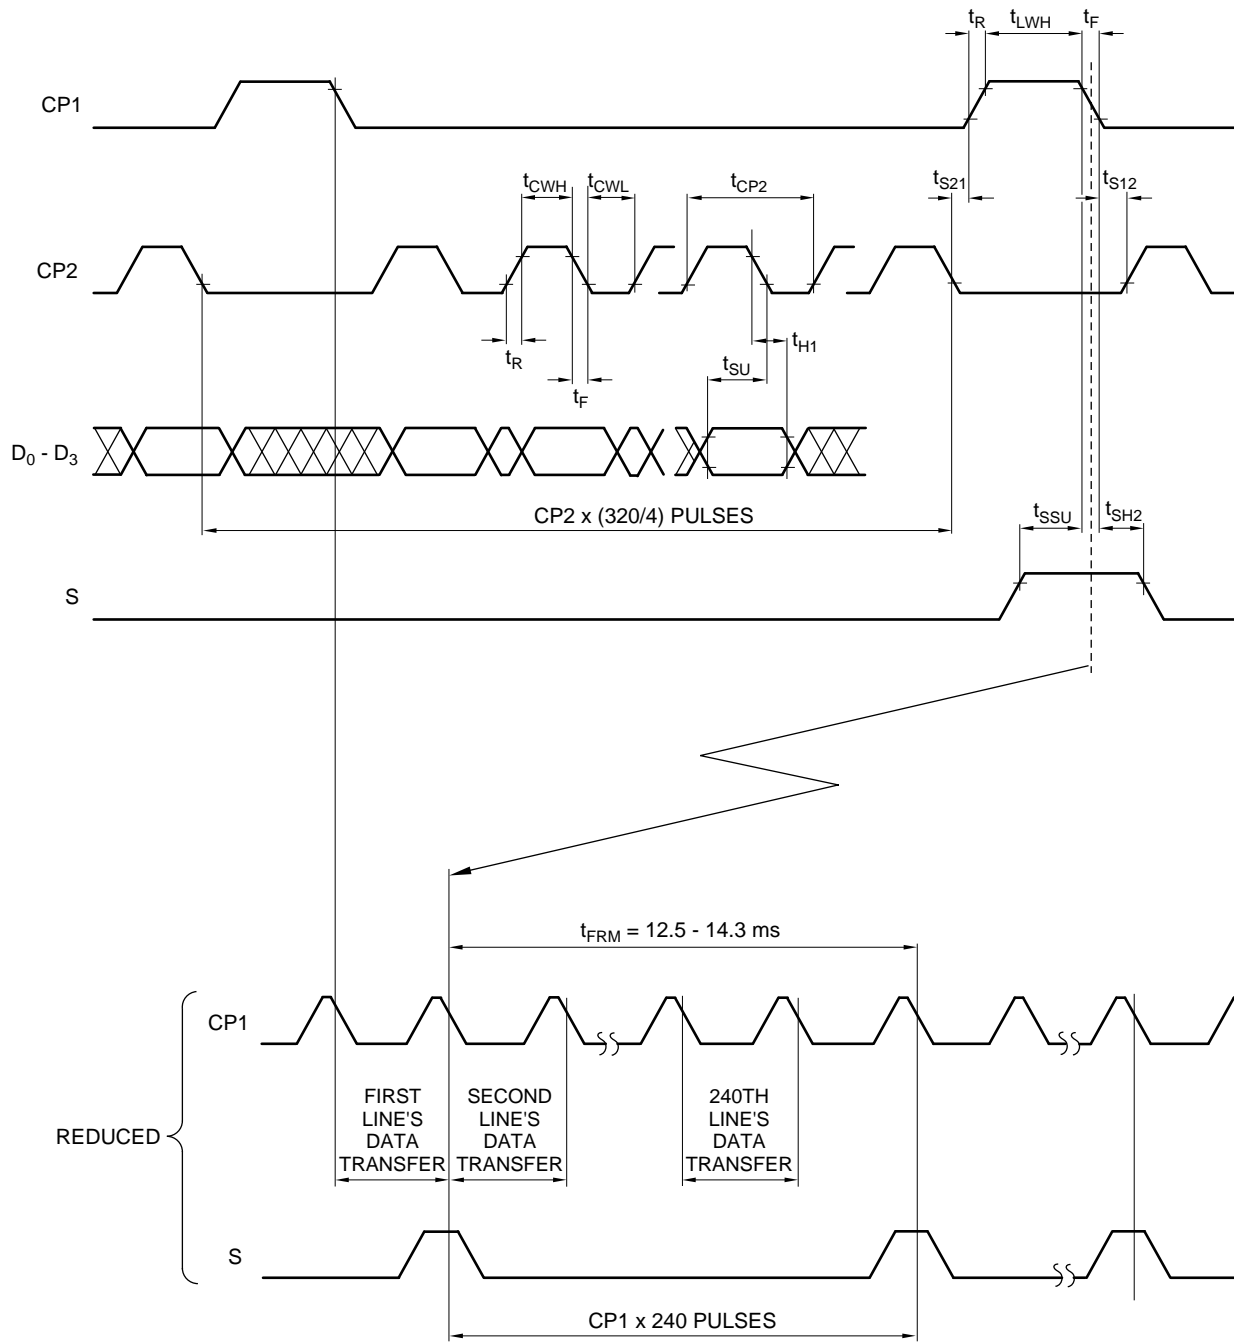 tR tLWH tF
CP1
tCWH tCWL tCP2 tS21 tS12
CP2
tR tF tSU tH1
D0 - D3
CP2 x (320/4) PULSES
tSSU tSH2
S
tFRM = 12.5 - 14.3 ms
CP1
REDUCED
FIRST
LINE'S
DATA
TRANSFER
SECOND
LINE'S
DATA
TRANSFER
240TH
LINE'S
DATA
TRANSFER
S
CP1 x 240 PULSES